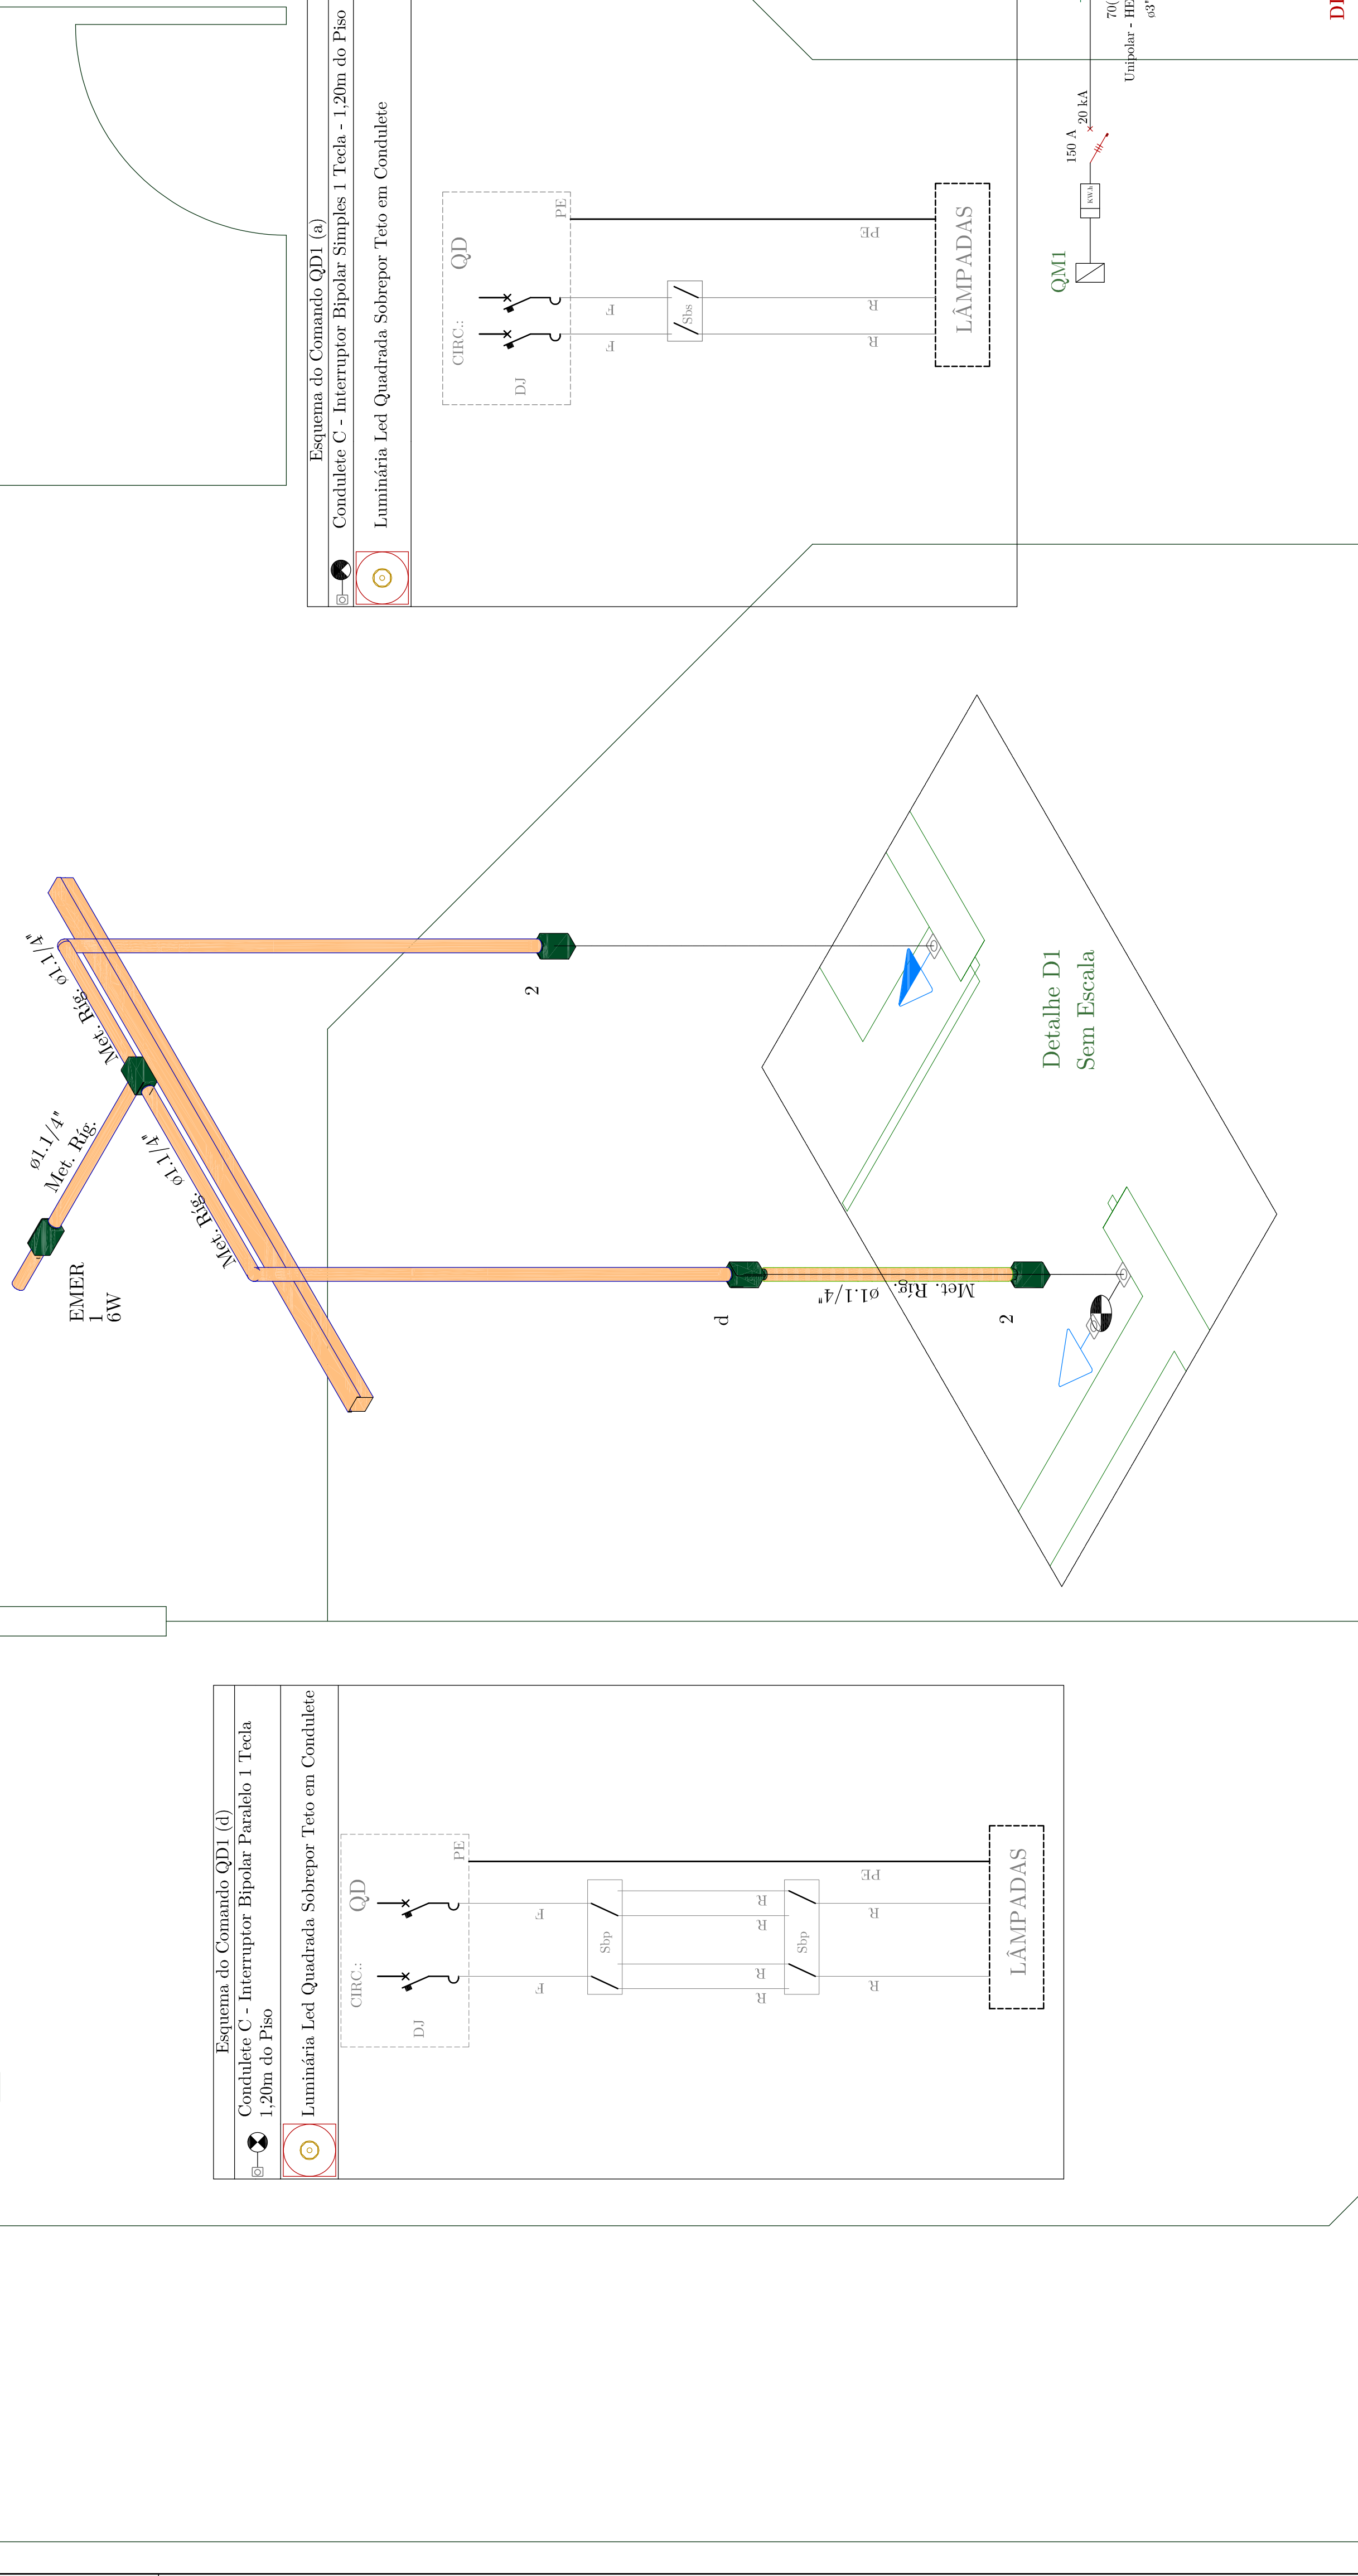 Esquema do Comando QD1 (a)
Condulete C - Interruptor Bipolar Simples 1 Tecla - 1,20m do Piso
Luminária Led Quadrada Sobrepor Teto em Condulete
QD
CIRC.:
DJ
PE
F
F
Sbs
R
R
PE
LÂMPADAS
70(
Unipolar - HE
ø3"
150 A
20 kA
KW.h
QM1
Met. Ríg. ø1.1/4"
ø1.1/4"
Met. Ríg.
Met. Ríg. ø1.1/4"
EMER
1
6W
2
d
Met. Ríg. ø1.1/4"
2
Detalhe D1
Sem Escala
Esquema do Comando QD1 (d)
Condulete C - Interruptor Bipolar Paralelo 1 Tecla
1,20m do Piso
Luminária Led Quadrada Sobrepor Teto em Condulete
QD
CIRC.:
DJ
PE
F
F
Sbp
R
R
R
R
Sbp
R
R
PE
LÂMPADAS